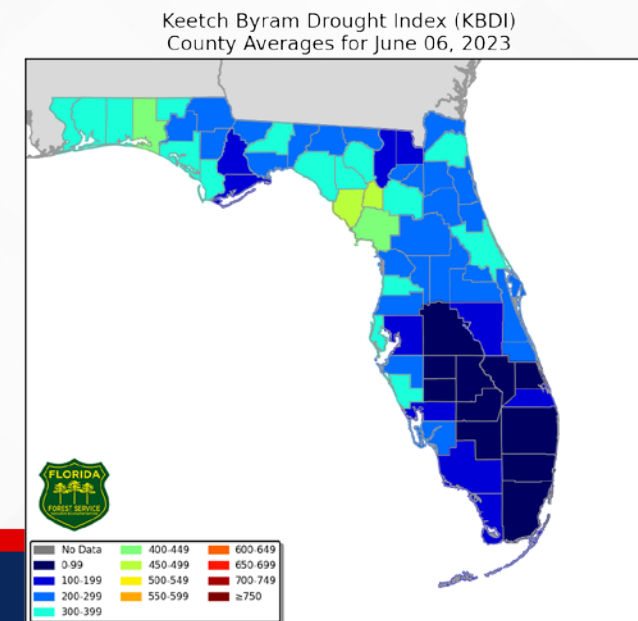 Keetch Byram Drought Index (KBDI)
County Averages for June 06, 2023
FLORIDA
FOREST SERVICE
No Data
0-99
100-199
200-299
300-399
400-449
450-499
500-549
550-599
600-649
650-699
700-749
≥750